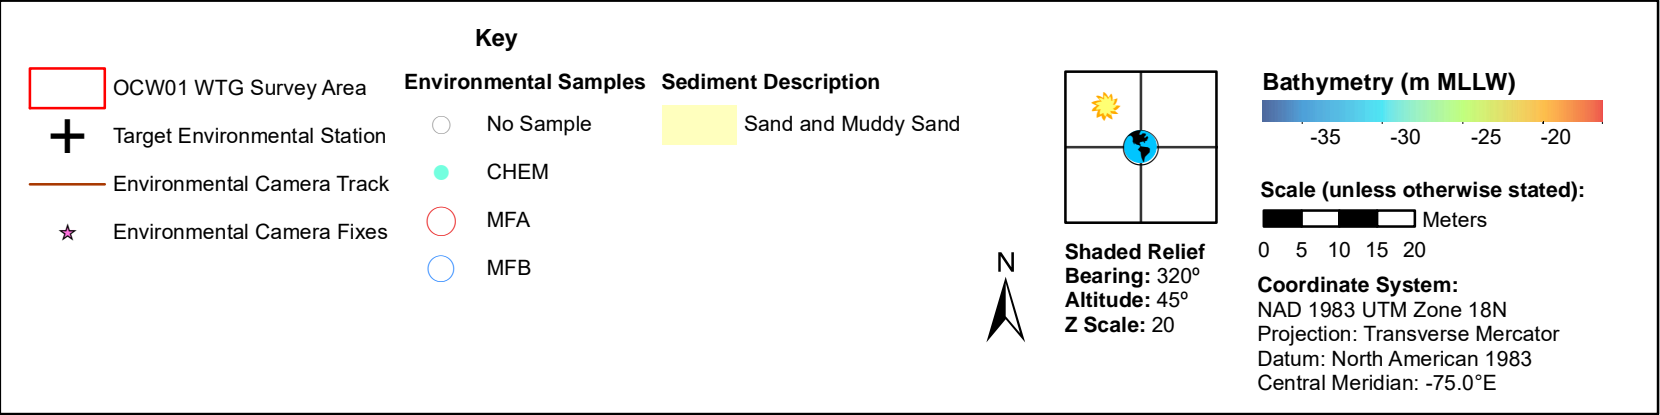 Key
OCW01 WTG Survey Area
Target Environmental Station
Environmental Camera Track
Environmental Camera Fixes
Environmental Samples
No Sample
CHEM
MFA
MFB
Sediment Description
Sand and Muddy Sand
N
Shaded Relief
Bearing: 320º
Altitude: 45º
Z Scale: 20
Bathymetry (m MLLW)
-35 -30 -25 -20
Scale (unless otherwise stated):
Meters
0 5 10 15 20
Coordinate System:
NAD 1983 UTM Zone 18N
Projection: Transverse Mercator
Datum: North American 1983
Central Meridian: -75.0°E